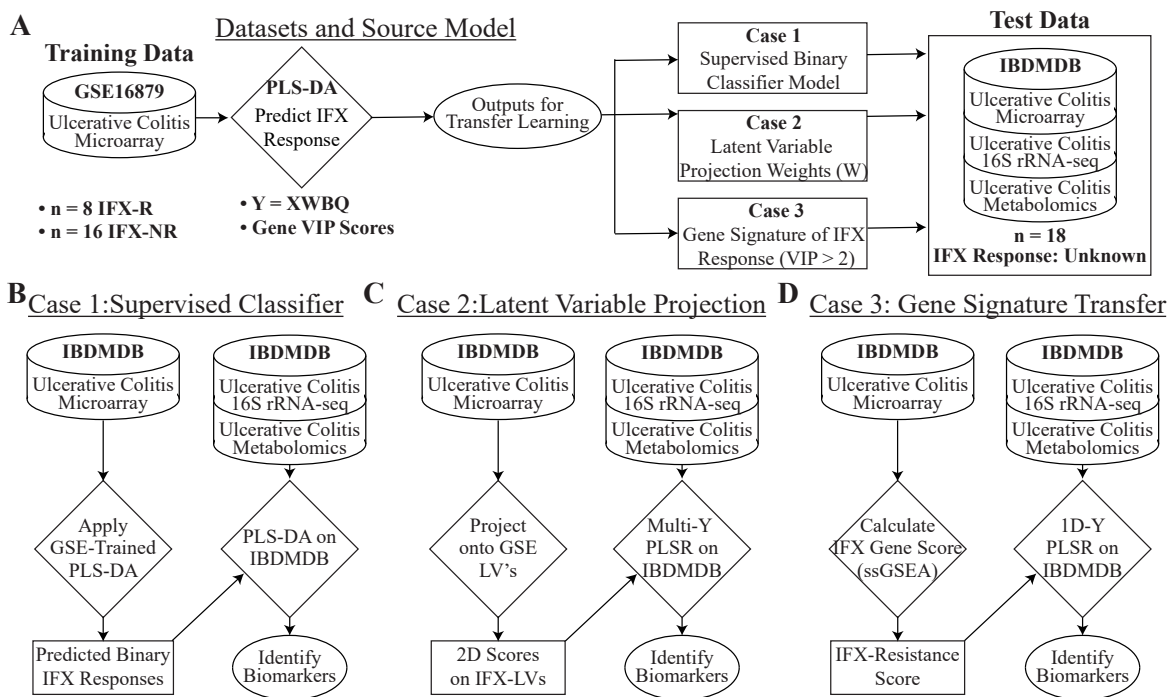 A
Datasets and Source Model
Training Data
GSE16879
Ulcerative Colitis
Microarray
• n = 8 IFX-R
• n = 16 IFX-NR
PLS-DA
Predict IFX
Response
• Y = XWBQ
• Gene VIP Scores
Outputs for
Transfer Learning
Case 1
Supervised Binary
Classifier Model
Case 2
Latent Variable
Projection Weights (W)
Case 3
Gene Signature of IFX
Response (VIP > 2)
Test Data
IBDMDB
Ulcerative Colitis
Microarray
Ulcerative Colitis
16S rRNA-seq
Ulcerative Colitis
Metabolomics
n = 18
IFX Response: Unknown
B
Case 1:Supervised Classifier
IBDMDB
Ulcerative Colitis
Microarray
IBDMDB
Ulcerative Colitis
16S rRNA-seq
Ulcerative Colitis
Metabolomics
Apply
GSE-Trained
PLS-DA
PLS-DA on
IBDMDB
Predicted Binary
IFX Responses
Identify
Biomarkers
C
Case 2:Latent Variable Projection
IBDMDB
Ulcerative Colitis
Microarray
IBDMDB
Ulcerative Colitis
16S rRNA-seq
Ulcerative Colitis
Metabolomics
Project
onto GSE
LV's
Multi-Y
PLSR on
IBDMDB
2D Scores
on IFX-LVs
Identify
Biomarkers
D
Case 3: Gene Signature Transfer
IBDMDB
Ulcerative Colitis
Microarray
IBDMDB
Ulcerative Colitis
16S rRNA-seq
Ulcerative Colitis
Metabolomics
Calculate
IFX Gene Score
(ssGSEA)
1D-Y
PLSR on
IBDMDB
IFX-Resistance
Score
Identify
Biomarkers